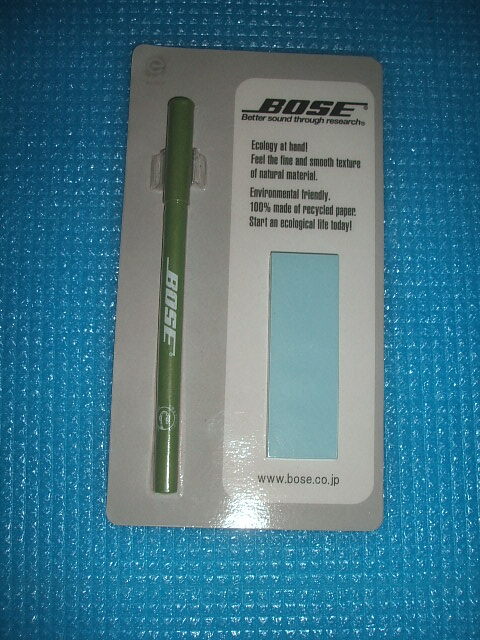 BOSE®
Better sound through research®
Ecology at hand!
Feel the fine and smooth texture
of natural material.
Environmental friendly,
100% made of recycled paper.
Start an ecological life today!
BOSE®
www.bose.co.jp